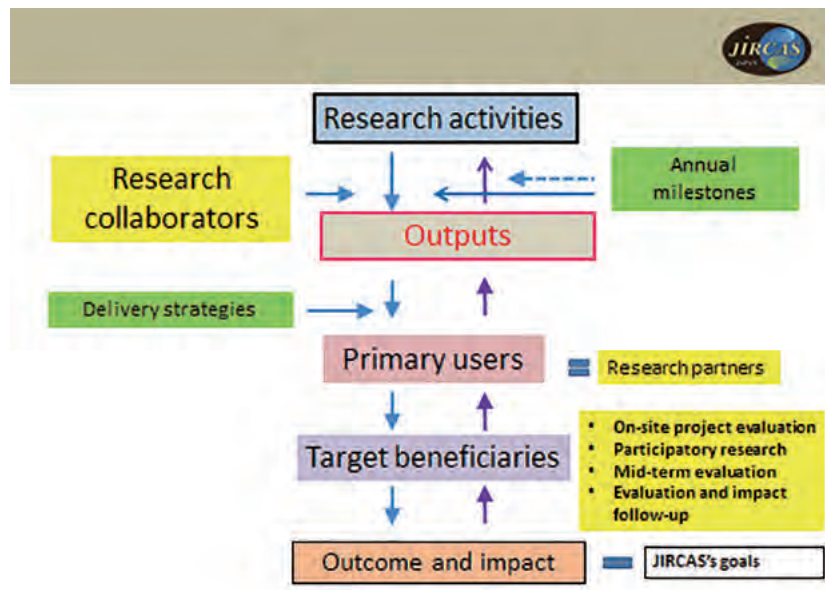 JIRCAS
JAPAN
Research activities
Research
collaborators
Annual
milestones
Outputs
Delivery strategies
Primary users
Research partners
Target beneficiaries
• On-site project evaluation
• Participatory research
• Mid-term evaluation
• Evaluation and impact
follow-up
Outcome and impact
JIRCAS's goals